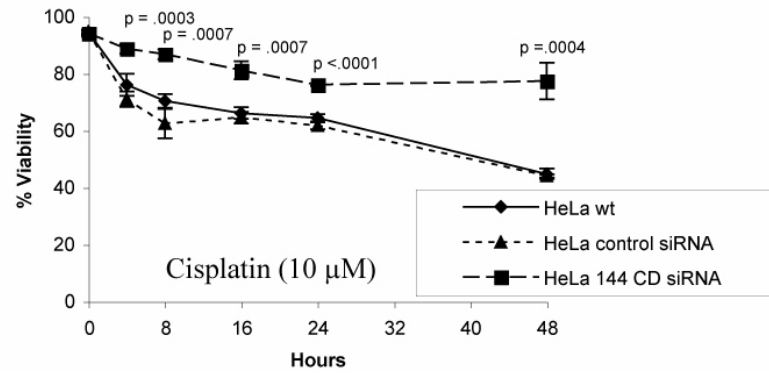 100
p = .0003
p = .0007
p = .0007
p <.0001
p =.0004
80
60
40
20
0
% Viability
Cisplatin (10 µM)
HeLa wt
HeLa control siRNA
HeLa 144 CD siRNA
0 8 16 24 32 40 48
Hours